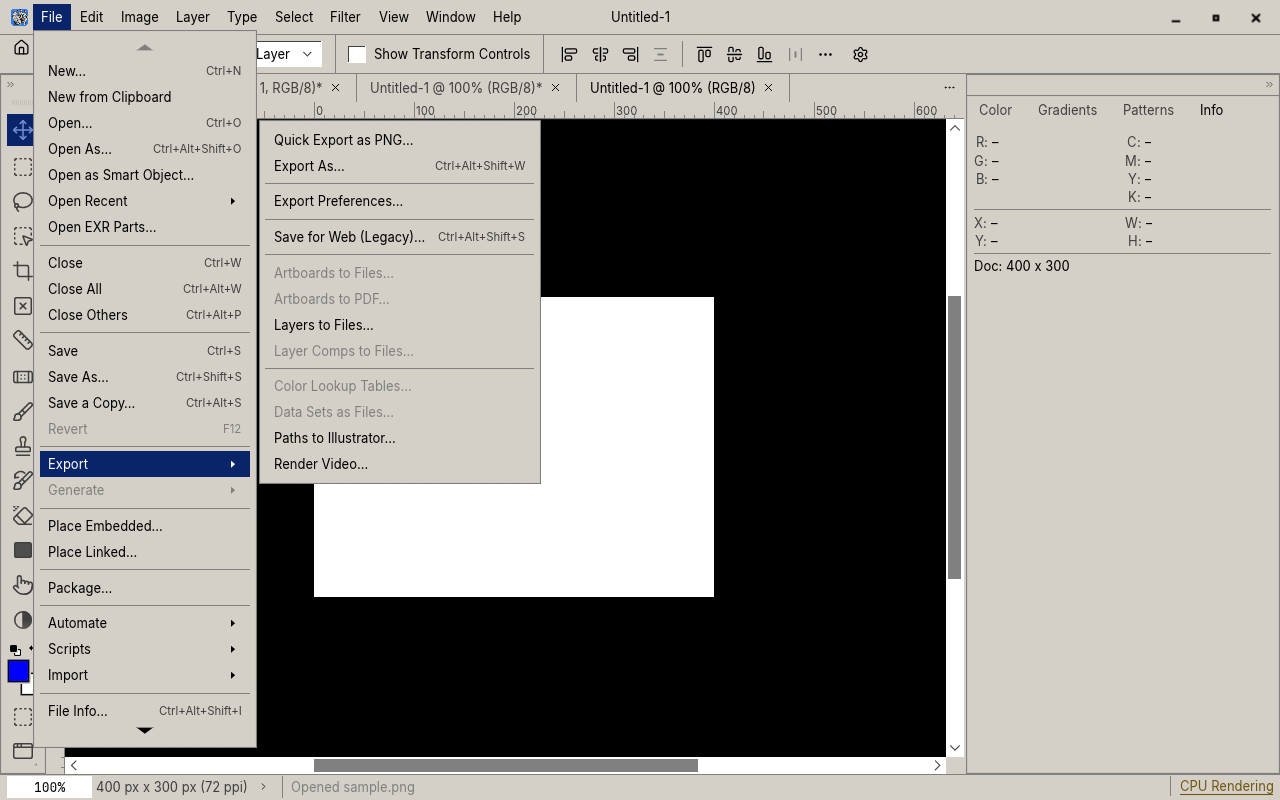 File Edit Image Layer Type Select Filter View Window Help Untitled-1
Layer Show Transform Controls
1, RGB/8)* Untitled-1 @ 100% (RGB/8)* Untitled-1 @ 100% (RGB/8)
0 100 200 300 400 500 600
New... Ctrl+N
New from Clipboard
Open... Ctrl+O
Open As... Ctrl+Alt+Shift+O
Open as Smart Object...
Open Recent
Open EXR Parts...
Close Ctrl+W
Close All Ctrl+Alt+W
Close Others Ctrl+Alt+P
Save Ctrl+S
Save As... Ctrl+Shift+S
Save a Copy... Ctrl+Alt+S
Revert F12
Export
Generate
Place Embedded...
Place Linked...
Package...
Automate
Scripts
Import
File Info... Ctrl+Alt+Shift+I
Quick Export as PNG...
Export As... Ctrl+Alt+Shift+W
Export Preferences...
Save for Web (Legacy)... Ctrl+Alt+Shift+S
Artboards to Files...
Artboards to PDF...
Layers to Files...
Layer Comps to Files...
Color Lookup Tables...
Data Sets as Files...
Paths to Illustrator...
Render Video...
Color Gradients Patterns Info
R: – C: –
G: – M: –
B: – Y: –
K: –
X: – W: –
Y: – H: –
Doc: 400 x 300
100% 400 px x 300 px (72 ppi) Opened sample.png CPU Rendering